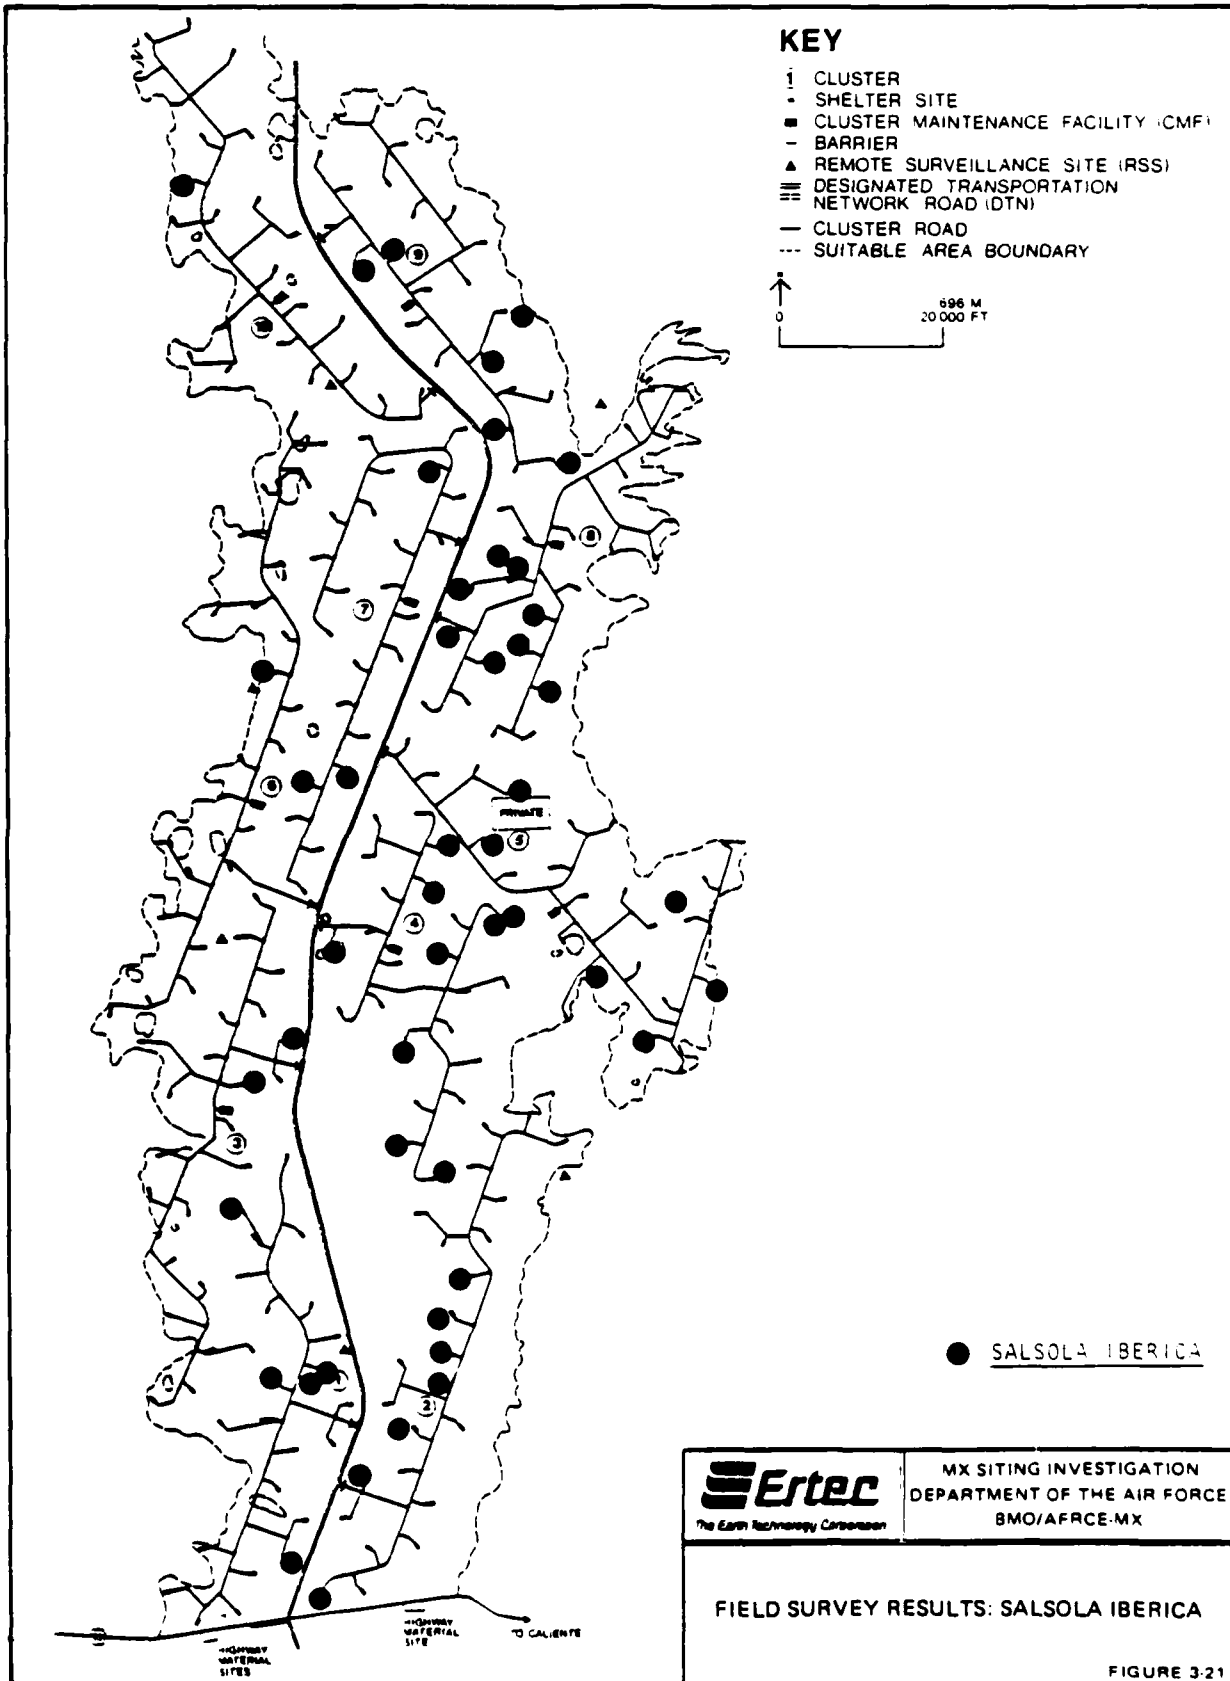 KEY
1 CLUSTER
SHELTER SITE
CLUSTER MAINTENANCE FACILITY (CMF)
BARRIER
REMOTE SURVEILLANCE SITE (RSS)
DESIGNATED TRANSPORTATION
NETWORK ROAD (DTN)
CLUSTER ROAD
SUITABLE AREA BOUNDARY
696 M
0 20 000 FT
9
10
8
7
6
PRIVATE
5
4
3
2
SALSOLA IBERICA
HIGHWAY
MATERIAL
SITE
TO CALIENTE
HIGHWAY
MATERIAL
SITES
Ertec
The Earth Technology Corporation
MX SITING INVESTIGATION
DEPARTMENT OF THE AIR FORCE
BMO/AFRCE-MX
FIELD SURVEY RESULTS: SALSOLA IBERICA
FIGURE 3-21